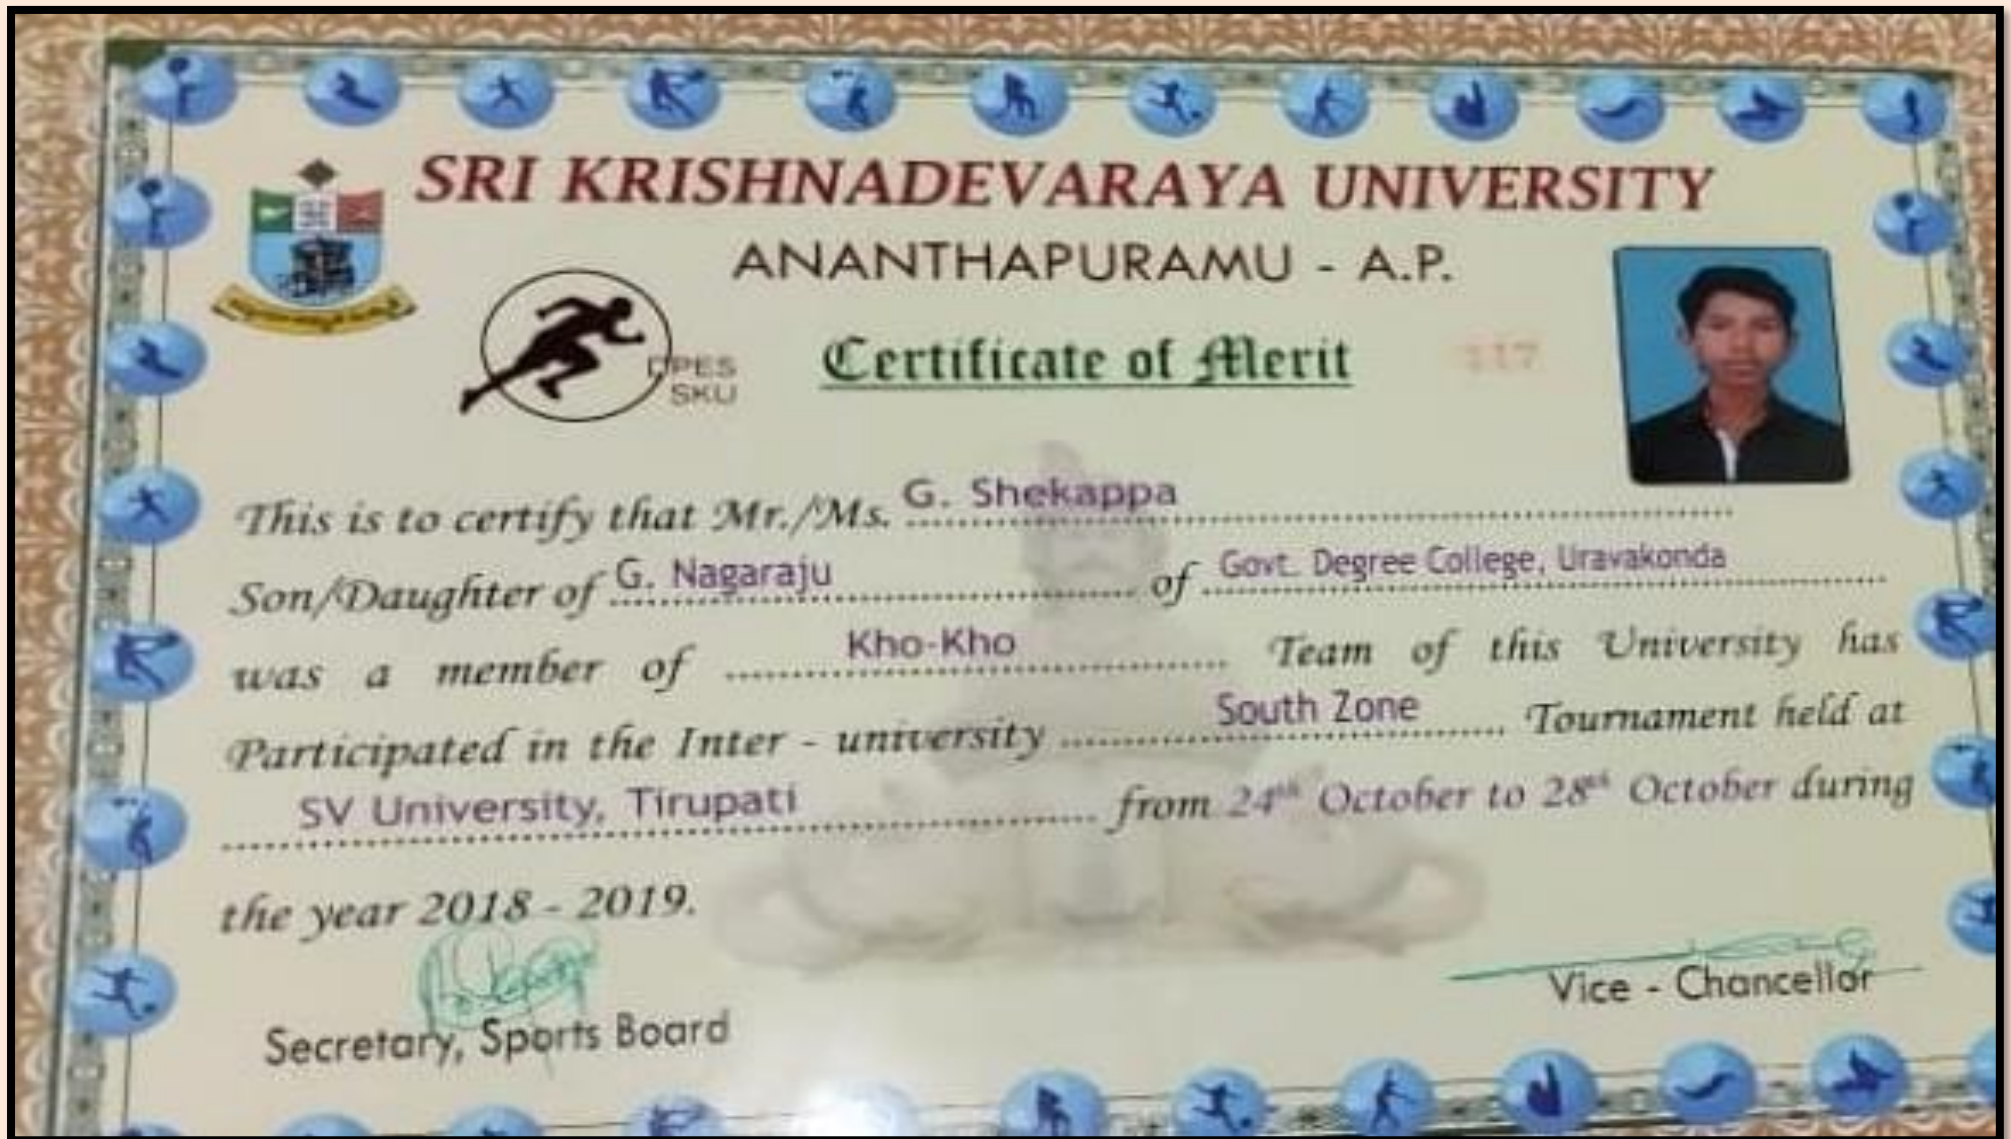 SRI KRISHNADEVARAYA UNIVERSITY
ANANTHAPURAMU - A.P.
DPES
SKU
Certificate of Merit
117
This is to certify that Mr./Ms. G. Shekappa
Son/Daughter of G. Nagaraju of Govt. Degree College, Uravakonda
was a member of Kho-Kho Team of this University has
Participated in the Inter - university South Zone Tournament held at
SV University, Tirupati from 24th October to 28th October during
the year 2018 - 2019.
Secretary, Sports Board
Vice - Chancellor